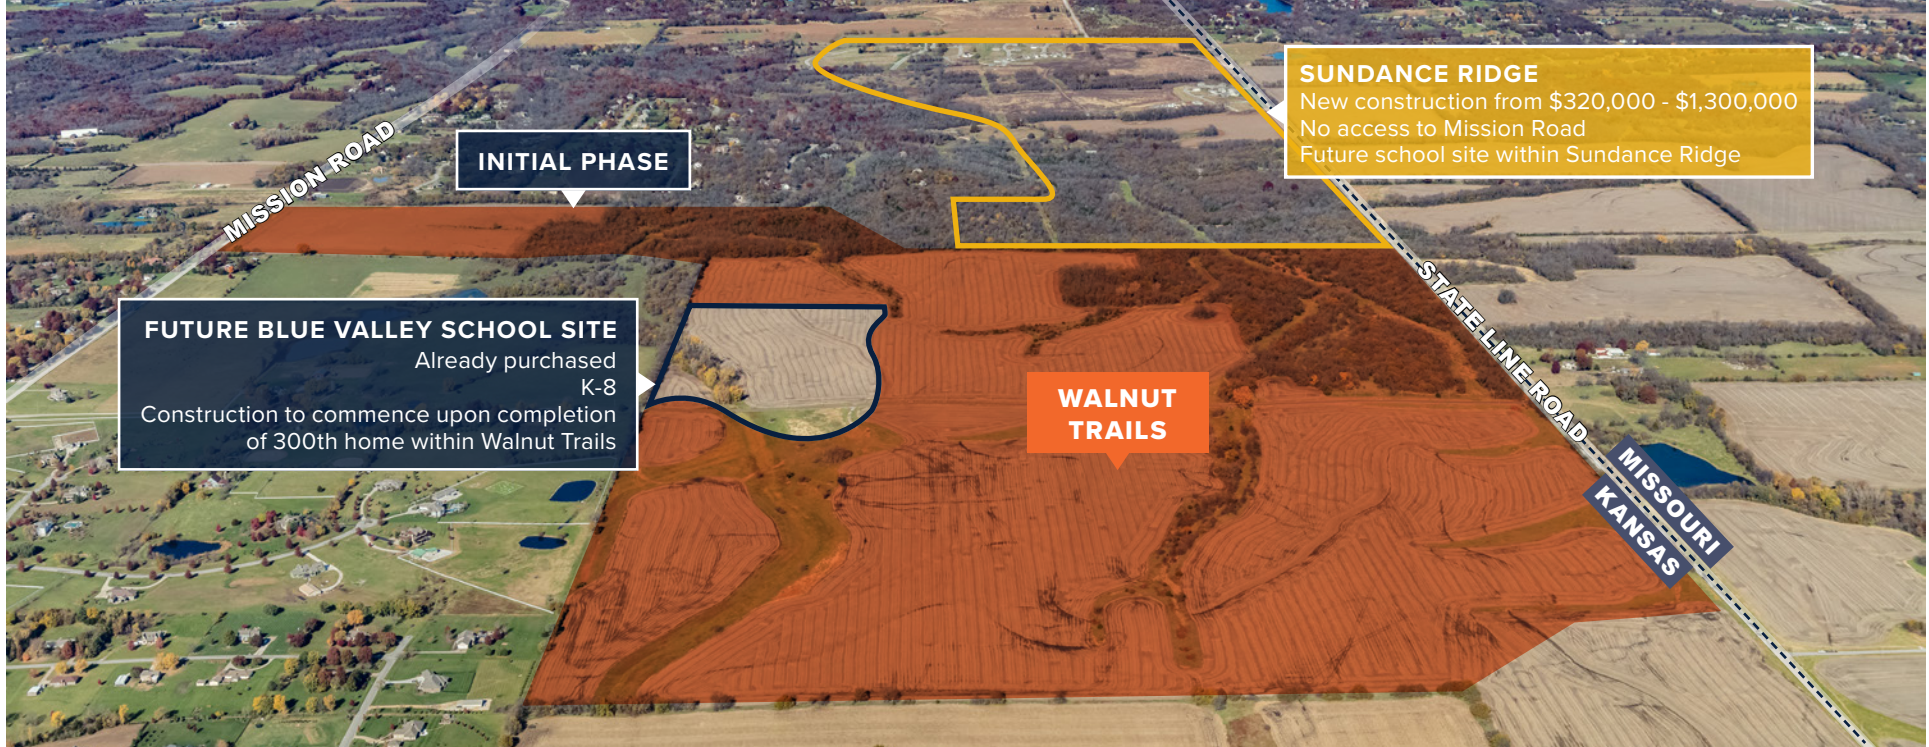 SUNDANCE RIDGE
New construction from $320,000 - $1,300,000
No access to Mission Road
Future school site within Sundance Ridge
MISSION ROAD
INITIAL PHASE
FUTURE BLUE VALLEY SCHOOL SITE
Already purchased
K-8
Construction to commence upon completion
of 300th home within Walnut Trails
WALNUT
TRAILS
STATE LINE ROAD
MISSOURI
KANSAS